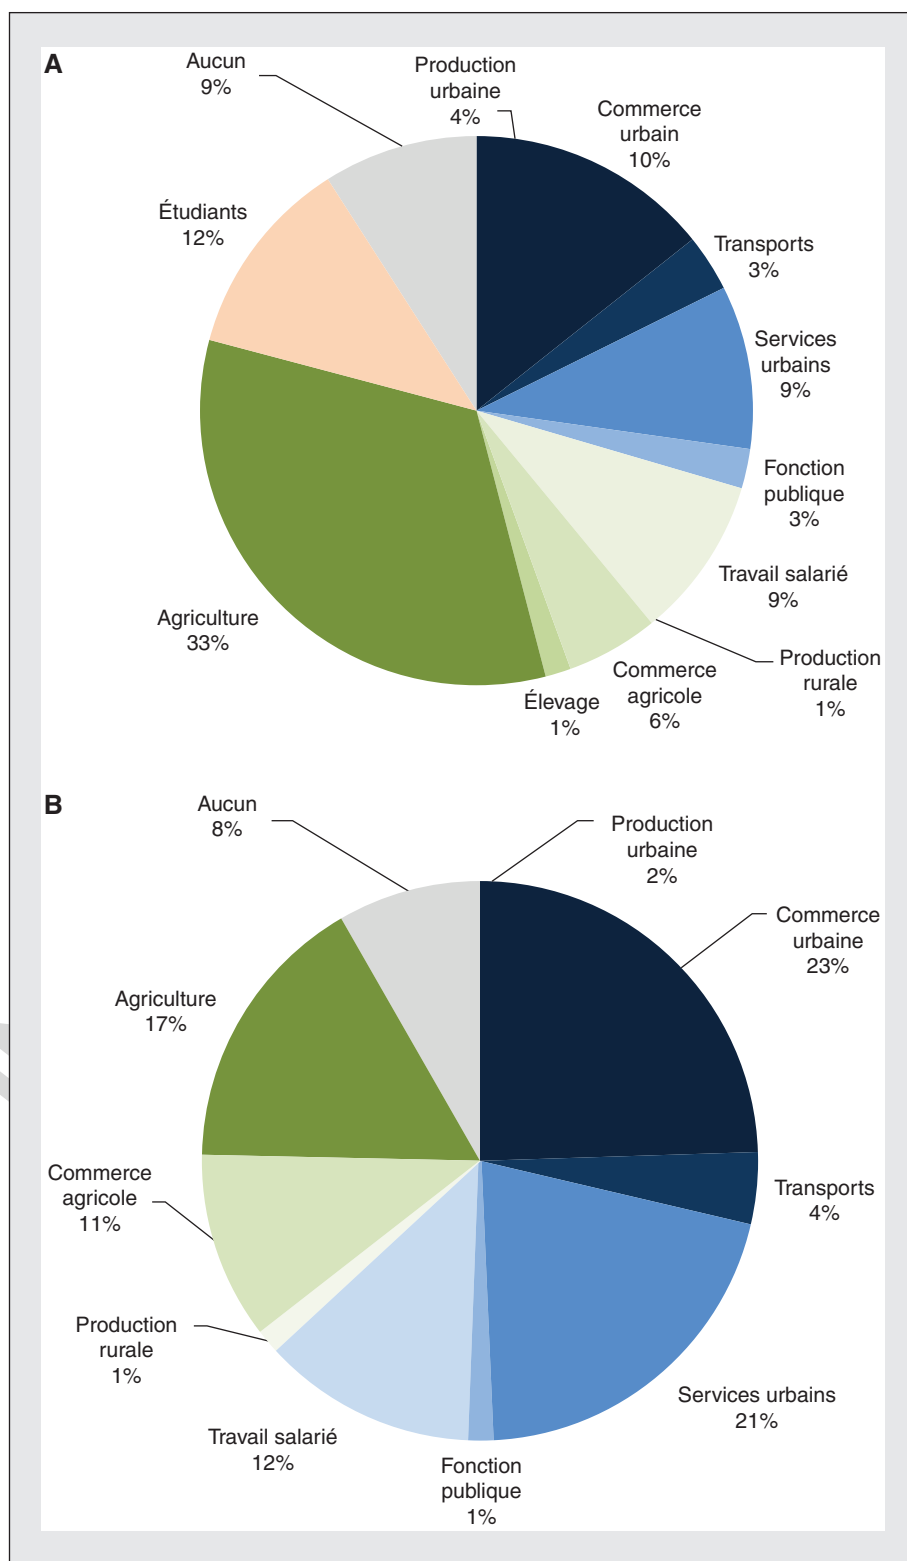 A
Aucun
9%
Production
urbaine
4%
Commerce
urbain
10%
Transports
3%
Services
urbains
9%
Fonction
publique
3%
Travail salarié
9%
Production
rurale
1%
Commerce
agricole
6%
Élevage
1%
Agriculture
33%
Étudiants
12%
B
Aucun
8%
Production
urbaine
2%
Commerce
urbaine
23%
Transports
4%
Services urbains
21%
Fonction
publique
1%
Travail salarié
12%
Production
rurale
1%
Commerce
agricole
11%
Agriculture
17%